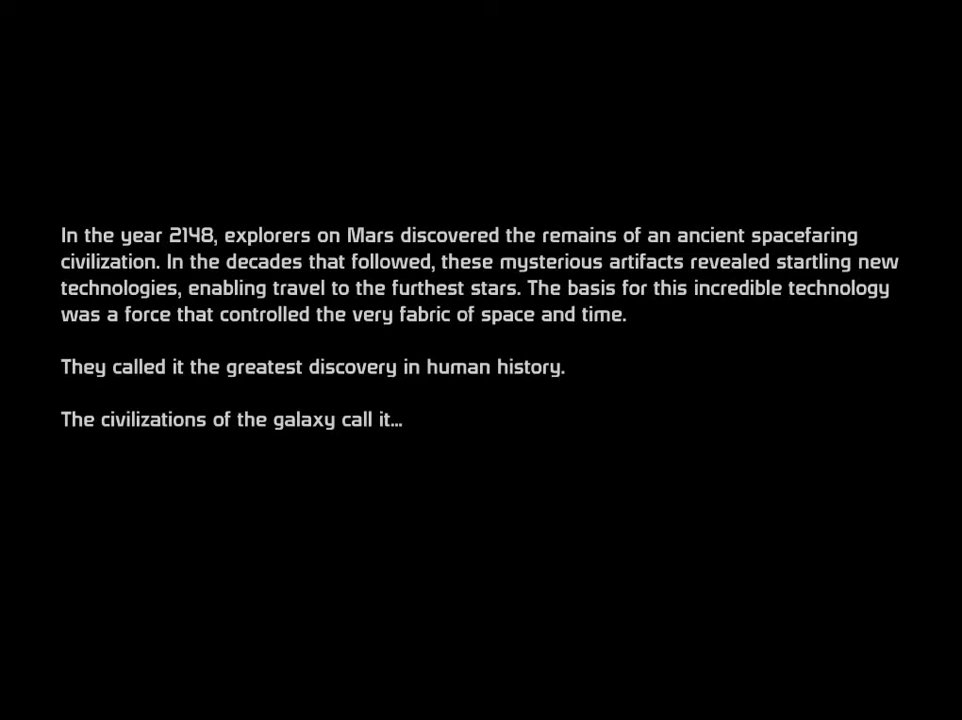 In the year 2148, explorers on Mars discovered the remains of an ancient spacefaring
civilization. In the decades that followed, these mysterious artifacts revealed startling new
technologies, enabling travel to the furthest stars. The basis for this incredible technology
was a force that controlled the very fabric of space and time.
They called it the greatest discovery in human history.
The civilizations of the galaxy call it...